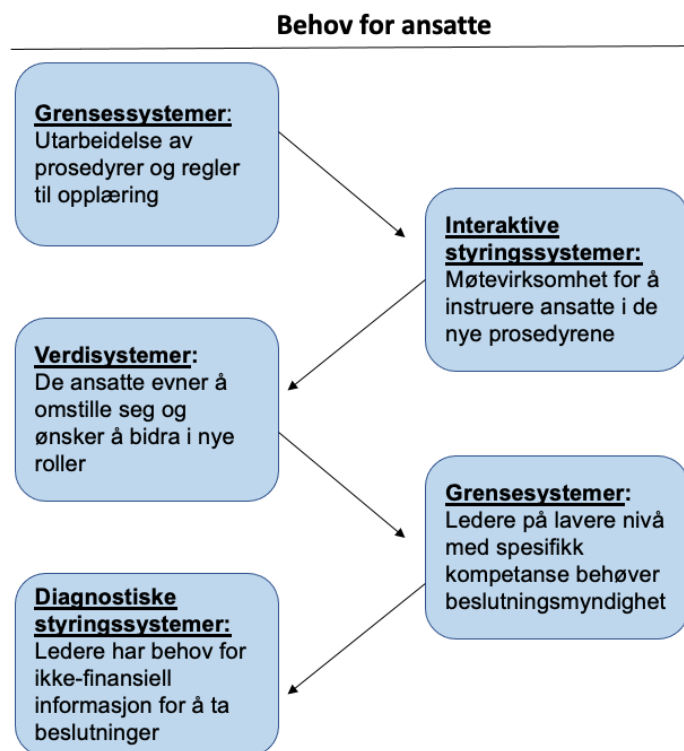 Behov for ansatte
Grensessystemer:
Utarbeidelse av
prosedyrer og regler
til opplæring
Interaktive
styringssystemer:
Møtevirksomhet for å
instruere ansatte i de
nye prosedyrene
Verdisystemer:
De ansatte evner å
omstille seg og
ønsker å bidra i nye
roller
Grensesystemer:
Ledere på lavere nivå
med spesifikk
kompetanse behøver
beslutningsmyndighet
Diagnostiske
styringssystemer:
Ledere har behov for
ikke-finansiell
informasjon for å ta
beslutninger